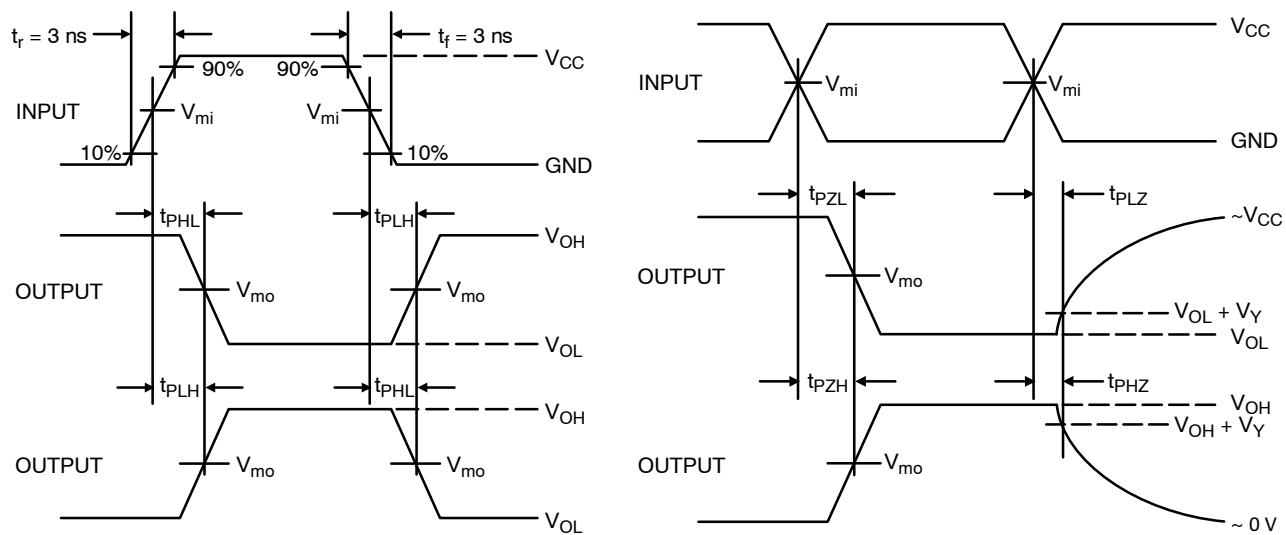 t_r = 3 ns
t_f = 3 ns
V_CC
90%
90%
INPUT
V_mi
V_mi
10%
10%
GND
t_PHL
t_PLH
V_OH
OUTPUT
V_mo
V_mo
V_OL
t_PLH
t_PHL
V_OH
OUTPUT
V_mo
V_mo
V_OL
V_CC
INPUT
V_mi
V_mi
GND
t_PZL
t_PLZ
~V_CC
OUTPUT
V_mo
V_OL + V_Y
V_OL
t_PZH
t_PHZ
V_OH
V_OH + V_Y
OUTPUT
V_mo
~ 0 V